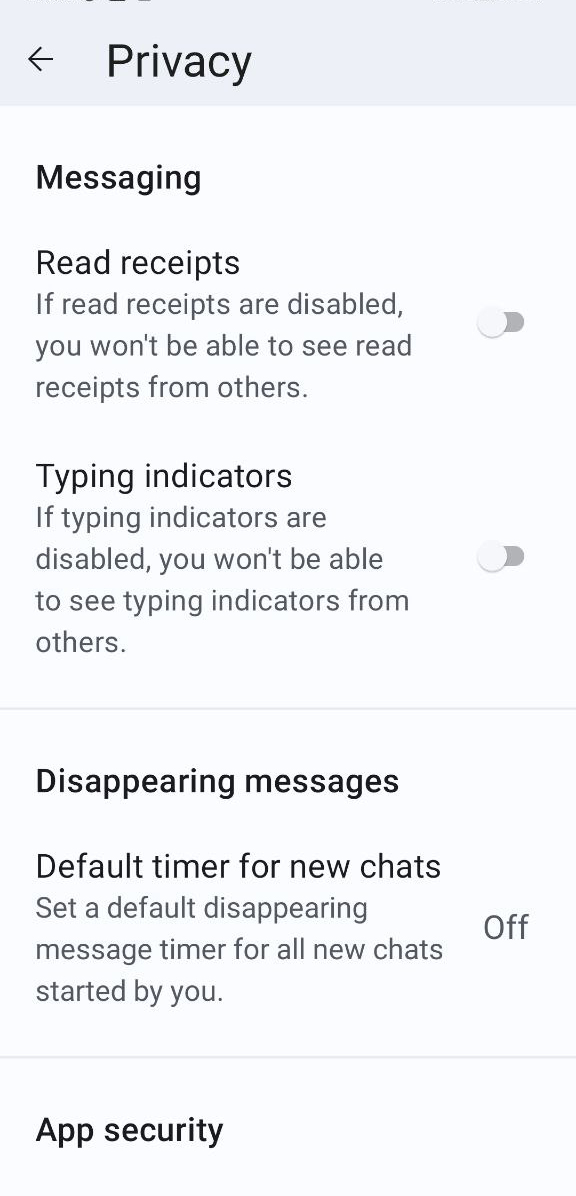 Privacy
Messaging
Read receipts
If read receipts are disabled,
you won't be able to see read
receipts from others.
Typing indicators
If typing indicators are
disabled, you won't be able
to see typing indicators from
others.
Disappearing messages
Default timer for new chats
Set a default disappearing
message timer for all new chats
started by you.
Off
App security